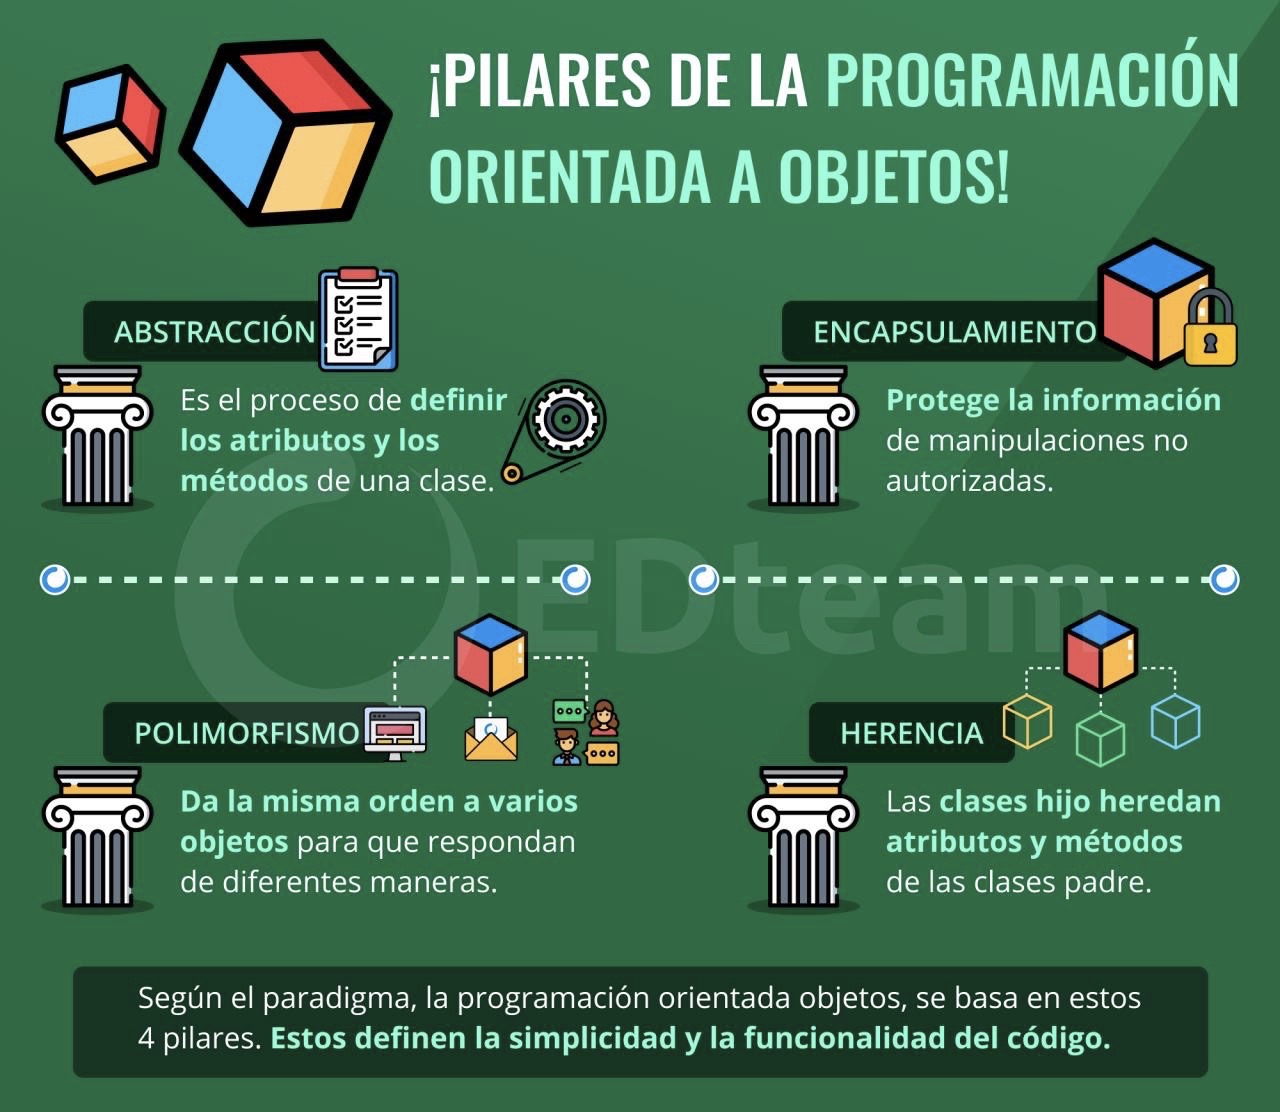 ¡PILARES DE LA PROGRAMACIÓN
ORIENTADA A OBJETOS!
ABSTRACCIÓN
Es el proceso de definir
los atributos y los
métodos de una clase.
ENCAPSULAMIENTO
Protege la información
de manipulaciones no
autorizadas.
EDteam
POLIMORFISMO
Da la misma orden a varios
objetos para que respondan
de diferentes maneras.
HERENCIA
Las clases hijo heredan
atributos y métodos
de las clases padre.
Según el paradigma, la programación orientada objetos, se basa en estos
4 pilares. Estos definen la simplicidad y la funcionalidad del código.